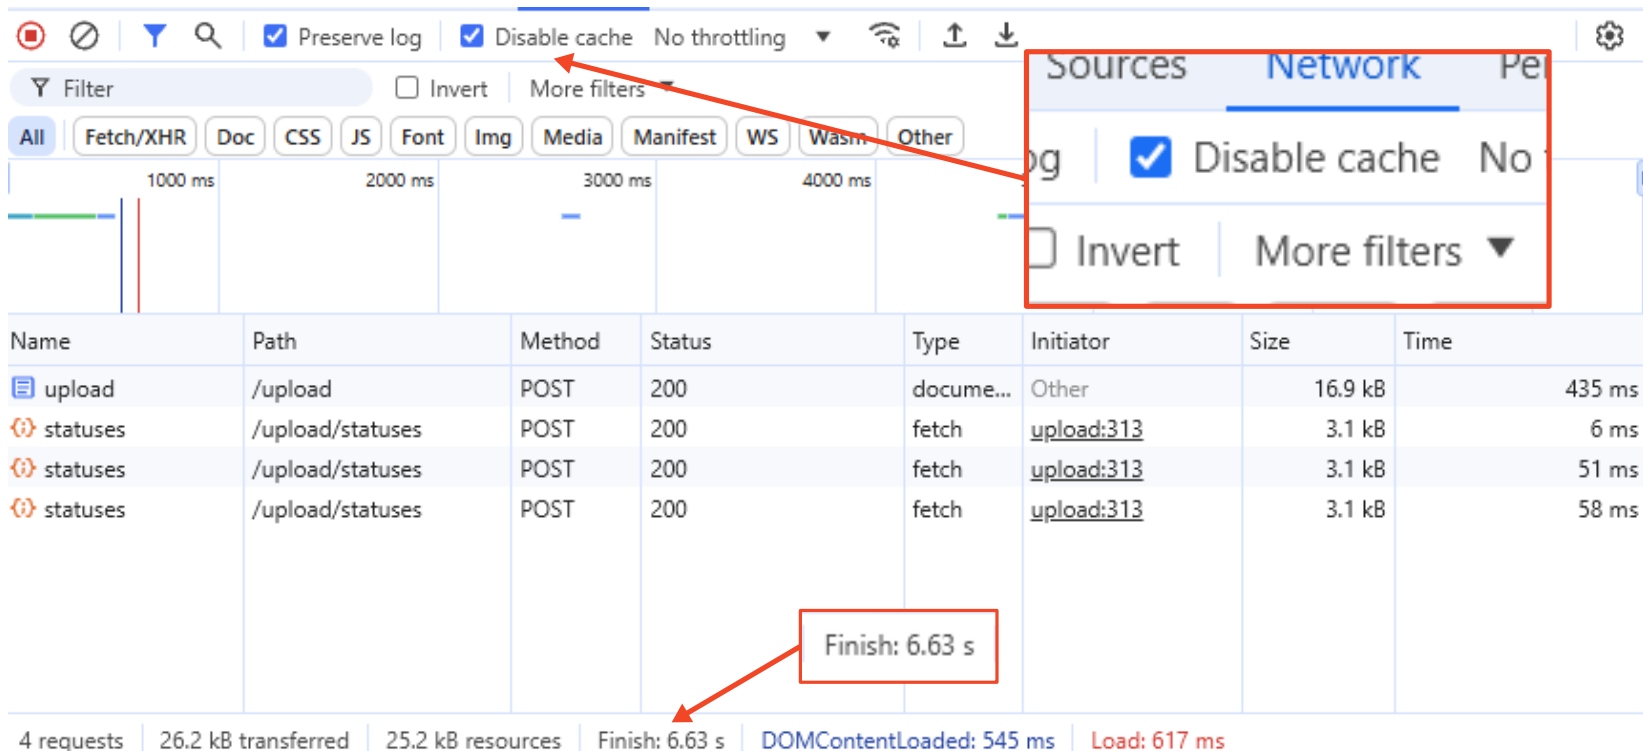 Preserve log Disable cache No throttling
Filter Invert More filters
All Fetch/XHR Doc CSS JS Font Img Media Manifest WS Wasm Other
1000 ms 2000 ms 3000 ms 4000 ms
Sources Network Per
og Disable cache No
Invert More filters
Name Path Method Status Type Initiator Size Time
upload /upload POST 200 docume... Other 16.9 kB 435 ms
statuses /upload/statuses POST 200 fetch upload:313 3.1 kB 6 ms
statuses /upload/statuses POST 200 fetch upload:313 3.1 kB 51 ms
statuses /upload/statuses POST 200 fetch upload:313 3.1 kB 58 ms
Finish: 6.63 s
4 requests 26.2 kB transferred 25.2 kB resources Finish: 6.63 s DOMContentLoaded: 545 ms Load: 617 ms